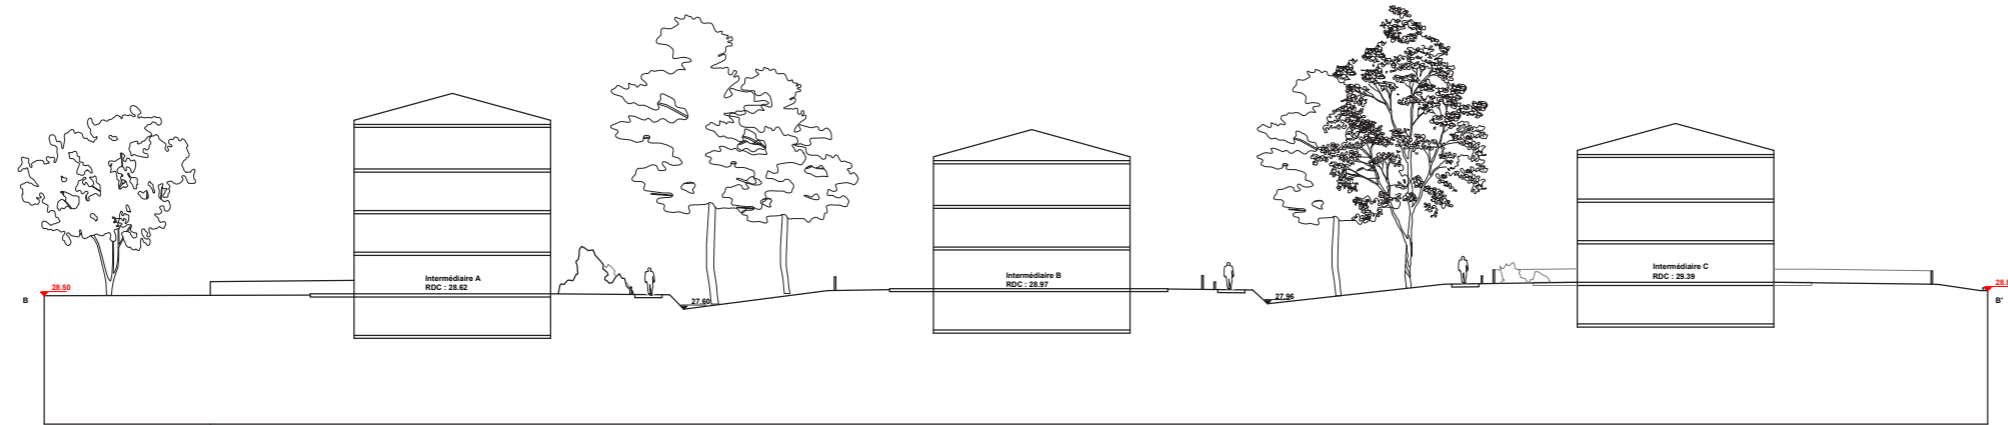 28.50
B
Intermédiaire A
RDC : 28.62
27.60
Intermédiaire B
RDC : 28.97
27.96
Intermédiaire C
RDC : 29.39
B'